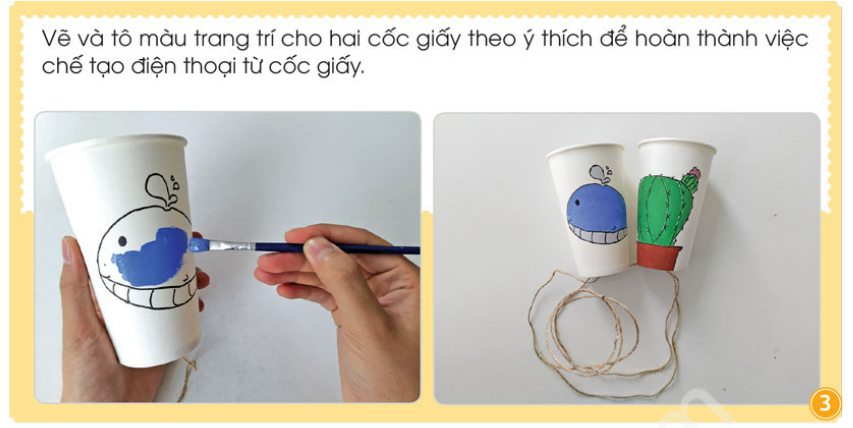 Vẽ và tô màu trang trí cho hai cốc giấy theo ý thích để hoàn thành việc
chế tạo điện thoại từ cốc giấy.
3